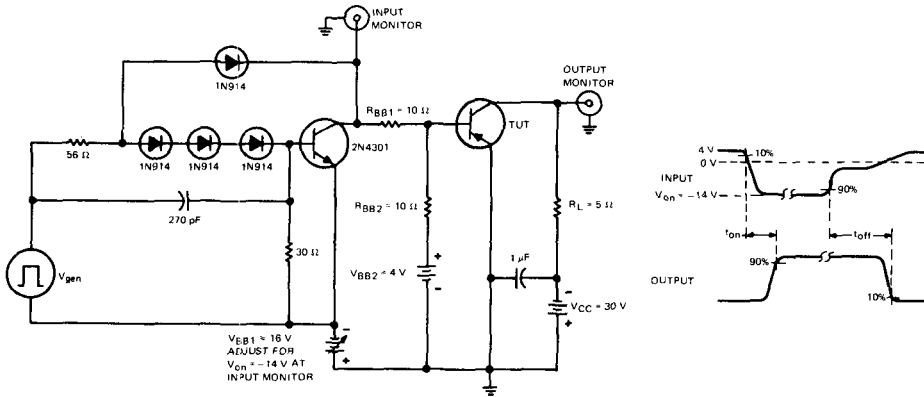 INPUT
MONITOR
1N914
OUTPUT
MONITOR
RBB1 = 10 Ω
TUT
56 Ω
1N914
1N914
1N914
2N4301
270 pF
RBB2 = 10 Ω
RL = 5 Ω
30 Ω
1 μF
Vgen
VBB2 = 4 V
VCC = 30 V
VBB1 ≈ 16 V
ADJUST FOR
Von = −14 V AT
INPUT MONITOR
4 V
10%
0 V
INPUT
90%
Von = −14 V
ton
toff
90%
OUTPUT
10%